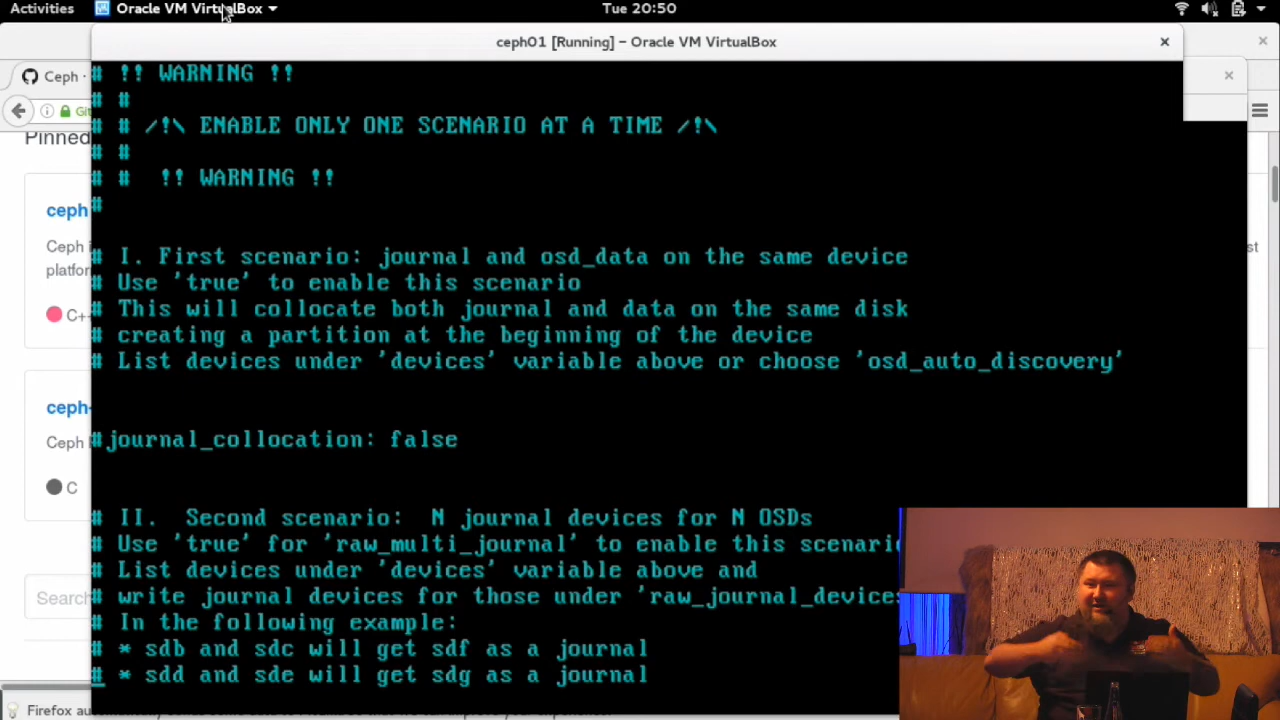 Activities Oracle VM VirtualBox Tue 20:50
ceph01 [Running] – Oracle VM VirtualBox
Ceph ·
Pinned
ceph
Ceph i
platfor
C++
ceph-
Ceph
C
Search
# !! WARNING !!
# #
# # /!\ ENABLE ONLY ONE SCENARIO AT A TIME /!\
# #
# # !! WARNING !!
#
# I. First scenario: journal and osd_data on the same device
# Use 'true' to enable this scenario
# This will collocate both journal and data on the same disk
# creating a partition at the beginning of the device
# List devices under 'devices' variable above or choose 'osd_auto_discovery'
#journal_collocation: false
# II. Second scenario: N journal devices for N OSDs
# Use 'true' for 'raw_multi_journal' to enable this scenari
# List devices under 'devices' variable above and
# write journal devices for those under 'raw_journal_devices
# In the following example:
# * sdb and sdc will get sdf as a journal
# * sdd and sde will get sdg as a journal